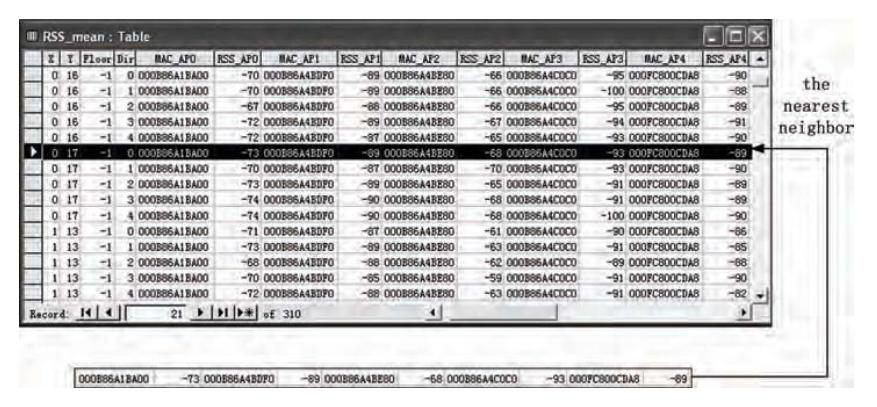 RSS_mean : Table
X Y Floor Dir MAC_AP0 RSS_AP0 MAC_AP1 RSS_AP1 MAC_AP2 RSS_AP2 MAC_AP3 RSS_AP3 MAC_AP4 RSS_AP4
0 16 -1 0 000B86A1BA00 -70 000B86A4BDF0 -89 000B86A4BE80 -66 000B86A4C0C0 -95 000FC800CDA8 -90
0 16 -1 1 000B86A1BA00 -70 000B86A4BDF0 -89 000B86A4BE80 -66 000B86A4C0C0 -100 000FC800CDA8 -88
0 16 -1 2 000B86A1BA00 -67 000B86A4BDF0 -88 000B86A4BE80 -66 000B86A4C0C0 -95 000FC800CDA8 -89
0 16 -1 3 000B86A1BA00 -72 000B86A4BDF0 -89 000B86A4BE80 -67 000B86A4C0C0 -94 000FC800CDA8 -91
0 16 -1 4 000B86A1BA00 -72 000B86A4BDF0 -87 000B86A4BE80 -65 000B86A4C0C0 -93 000FC800CDA8 -90
0 17 -1 0 000B86A1BA00 -73 000B86A4BDF0 -89 000B86A4BE80 -68 000B86A4C0C0 -93 000FC800CDA8 -89
0 17 -1 1 000B86A1BA00 -70 000B86A4BDF0 -87 000B86A4BE80 -70 000B86A4C0C0 -93 000FC800CDA8 -90
0 17 -1 2 000B86A1BA00 -73 000B86A4BDF0 -89 000B86A4BE80 -65 000B86A4C0C0 -91 000FC800CDA8 -89
0 17 -1 3 000B86A1BA00 -74 000B86A4BDF0 -90 000B86A4BE80 -68 000B86A4C0C0 -91 000FC800CDA8 -89
0 17 -1 4 000B86A1BA00 -74 000B86A4BDF0 -90 000B86A4BE80 -68 000B86A4C0C0 -100 000FC800CDA8 -90
1 13 -1 0 000B86A1BA00 -71 000B86A4BDF0 -87 000B86A4BE80 -61 000B86A4C0C0 -90 000FC800CDA8 -86
1 13 -1 1 000B86A1BA00 -73 000B86A4BDF0 -89 000B86A4BE80 -63 000B86A4C0C0 -91 000FC800CDA8 -85
1 13 -1 2 000B86A1BA00 -68 000B86A4BDF0 -88 000B86A4BE80 -62 000B86A4C0C0 -89 000FC800CDA8 -88
1 13 -1 3 000B86A1BA00 -70 000B86A4BDF0 -85 000B86A4BE80 -59 000B86A4C0C0 -91 000FC800CDA8 -90
1 13 -1 4 000B86A1BA00 -72 000B86A4BDF0 -88 000B86A4BE80 -63 000B86A4C0C0 -91 000FC800CDA8 -82
Record: 21 of 310
the
nearest
neighbor
000B86A1BA00 -73 000B86A4BDF0 -89 000B86A4BE80 -68 000B86A4C0C0 -93 000FC800CDA8 -89